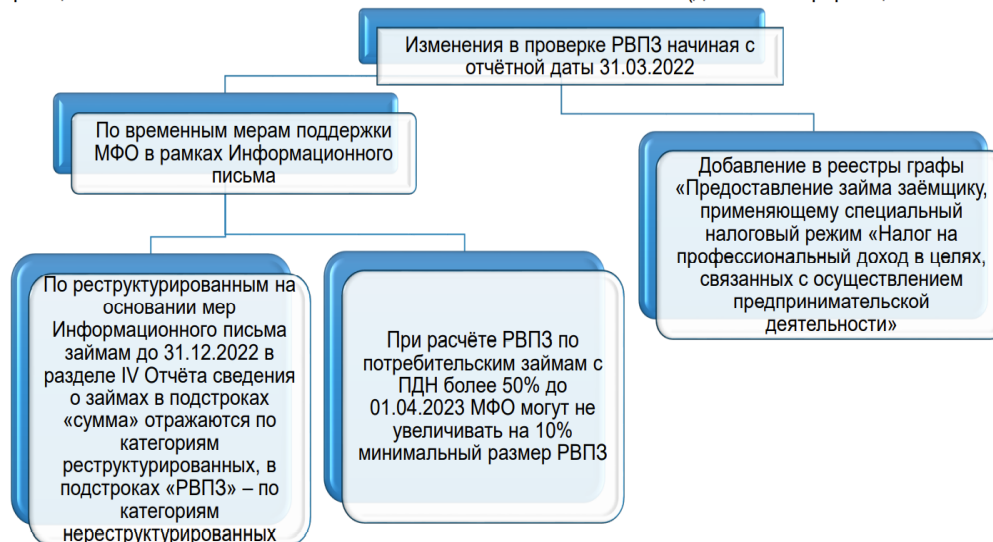 Изменения в проверке РВПЗ начиная с
отчётной даты 31.03.2022
По временным мерам поддержки
МФО в рамках Информационного
письма
Добавление в реестры графы
«Предоставление займа заёмщику,
применяющему специальный
налоговый режим «Налог на
профессиональный доход в целях,
связанных с осуществлением
предпринимательской
деятельности»
По реструктурированным на
основании мер
Информационного письма
займам до 31.12.2022 в
разделе IV Отчёта сведения
о займах в подстроках
«сумма» отражаются по
категориям
реструктурированных, в
подстроках «РВПЗ» – по
категориям
нереструктурированных
При расчёте РВПЗ по
потребительским займам с
ПДН более 50% до
01.04.2023 МФО могут не
увеличивать на 10%
минимальный размер РВПЗ